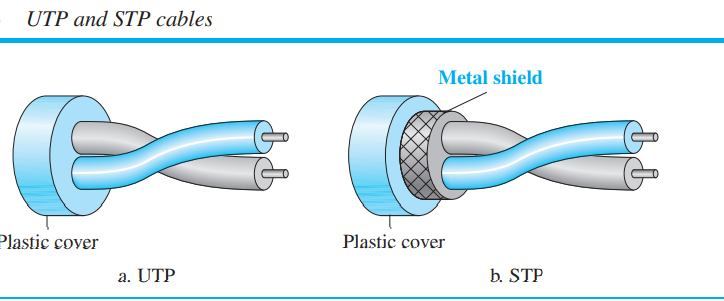 UTP and STP cables
Metal shield
Plastic cover
Plastic cover
a. UTP
b. STP